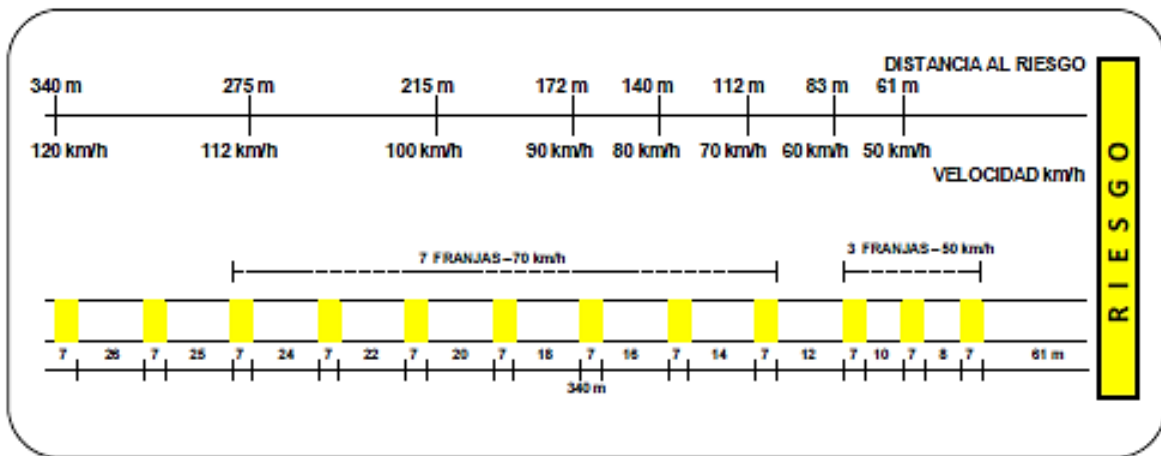 DISTANCIA AL RIESGO
340 m 275 m 215 m 172 m 140 m 112 m 83 m 61 m
120 km/h 112 km/h 100 km/h 90 km/h 80 km/h 70 km/h 60 km/h 50 km/h
VELOCIDAD km/h
7 FRANJAS–70 km/h 3 FRANJAS–50 km/h
7 26 7 25 7 24 7 22 7 20 7 18 7 16 7 14 7 12 7 10 7 8 7 61 m
340 m
RIESGO